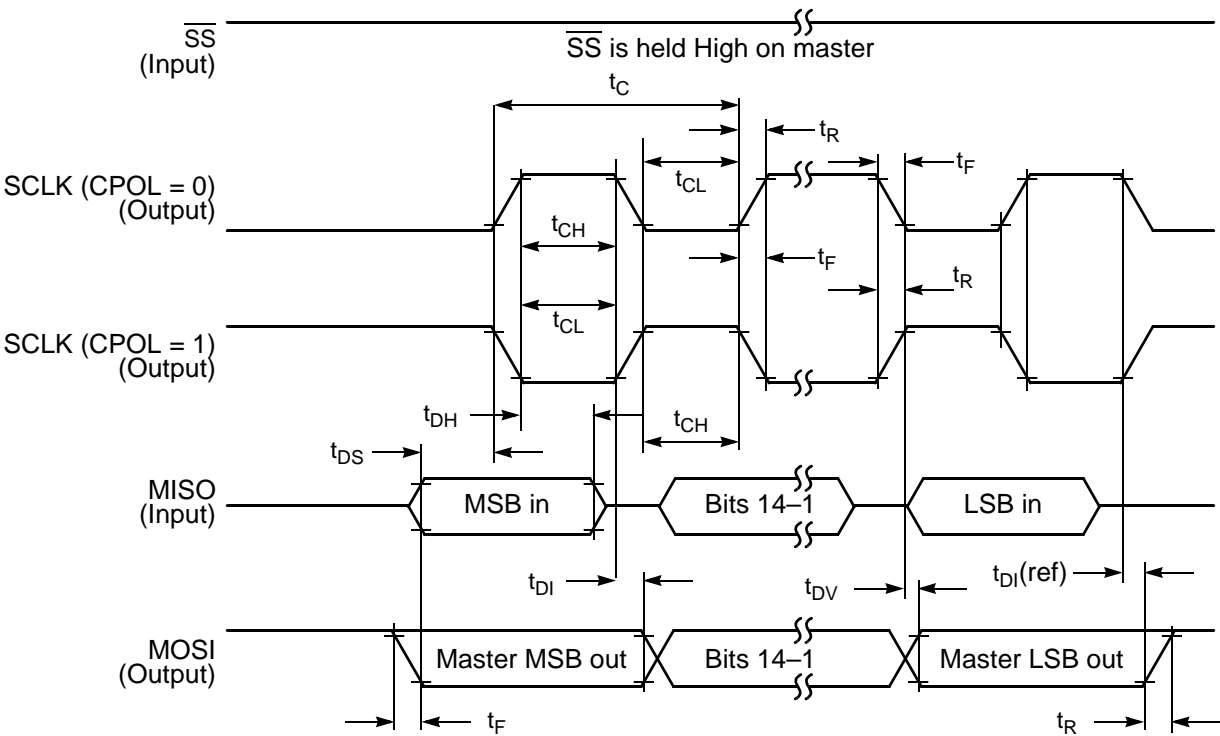 SS
(Input)
SS is held High on master
tC
tR
SCLK (CPOL = 0)
(Output)
tCL
tF
tCH
tF
tR
tCL
SCLK (CPOL = 1)
(Output)
tDH
tCH
tDS
MISO
(Input)
MSB in
Bits 14–1
LSB in
tDI
tDV
tDI(ref)
MOSI
(Output)
Master MSB out
Bits 14–1
Master LSB out
tF
tR